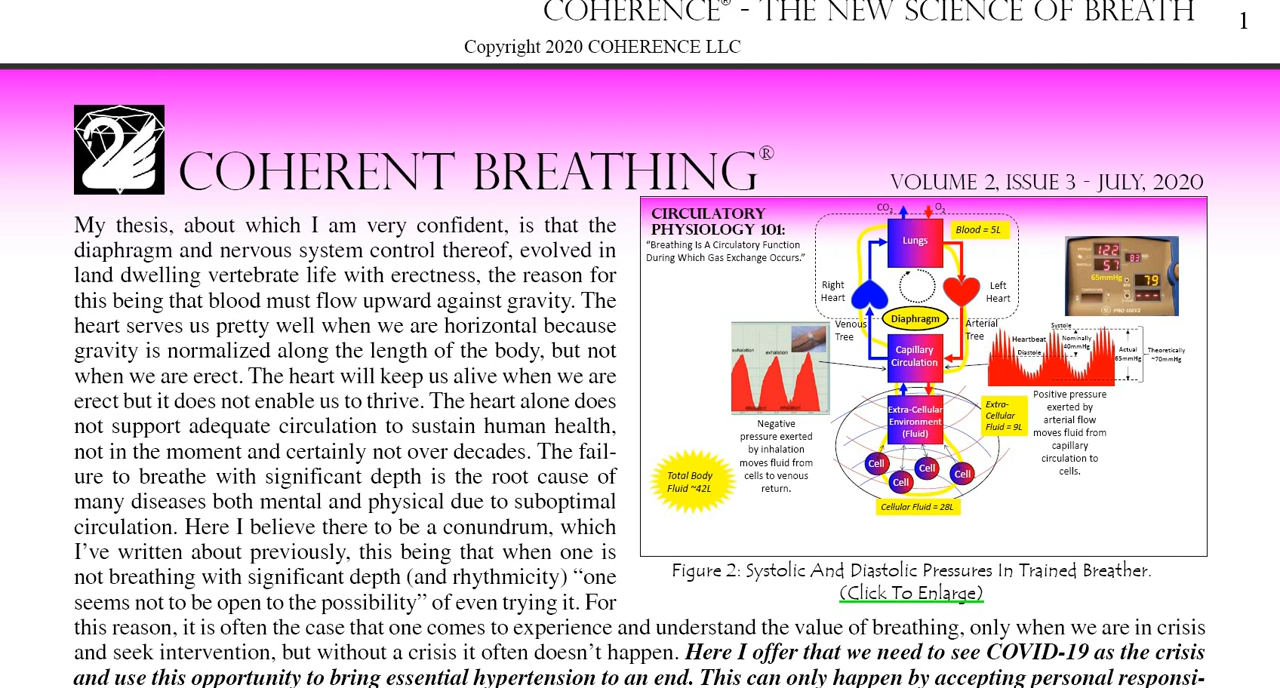 COHERENCE® - THE NEW SCIENCE OF BREATH
1
Copyright 2020 COHERENCE LLC
COHERENT BREATHING®
VOLUME 2, ISSUE 3 - JULY, 2020
My thesis, about which I am very confident, is that the
diaphragm and nervous system control thereof, evolved in
land dwelling vertebrate life with erectness, the reason for
this being that blood must flow upward against gravity. The
heart serves us pretty well when we are horizontal because
gravity is normalized along the length of the body, but not
when we are erect. The heart will keep us alive when we are
erect but it does not enable us to thrive. The heart alone does
not support adequate circulation to sustain human health,
not in the moment and certainly not over decades. The fail-
ure to breathe with significant depth is the root cause of
many diseases both mental and physical due to suboptimal
circulation. Here I believe there to be a conundrum, which
I've written about previously, this being that when one is
not breathing with significant depth (and rhythmicity) "one
seems not to be open to the possibility" of even trying it. For
this reason, it is often the case that one comes to experience and understand the value of breathing, only when we are in crisis
and seek intervention, but without a crisis it often doesn't happen. Here I offer that we need to see COVID-19 as the crisis
and use this opportunity to bring essential hypertension to an end. This can only happen by accepting personal responsi-
CIRCULATORY
PHYSIOLOGY 101:
"Breathing Is A Circulatory Function
During Which Gas Exchange Occurs."
CO2
O2
Lungs
Blood = 5L
Right
Heart
Left
Heart
Diaphragm
Venous
Tree
Arterial
Tree
Capillary
Circulation
Extra-Cellular
Environment
(Fluid)
Extra-
Cellular
Fluid = 9L
Cell
Cell
Cell
Cell
Cellular Fluid = 28L
Total Body
Fluid ~42L
exhalation
exhalation
inhalation
Negative
pressure exerted
by inhalation
moves fluid from
cells to venous
return.
122
57
83
65mmHg
79
Systole
Heartbeat
Diastole
Nominally
40mmHg
Actual
65mmHg
Theoretically
~70mmHg
Positive pressure
exerted by
arterial flow
moves fluid from
capillary
circulation to
cells.
Figure 2: Systolic And Diastolic Pressures In Trained Breather.
(Click To Enlarge)